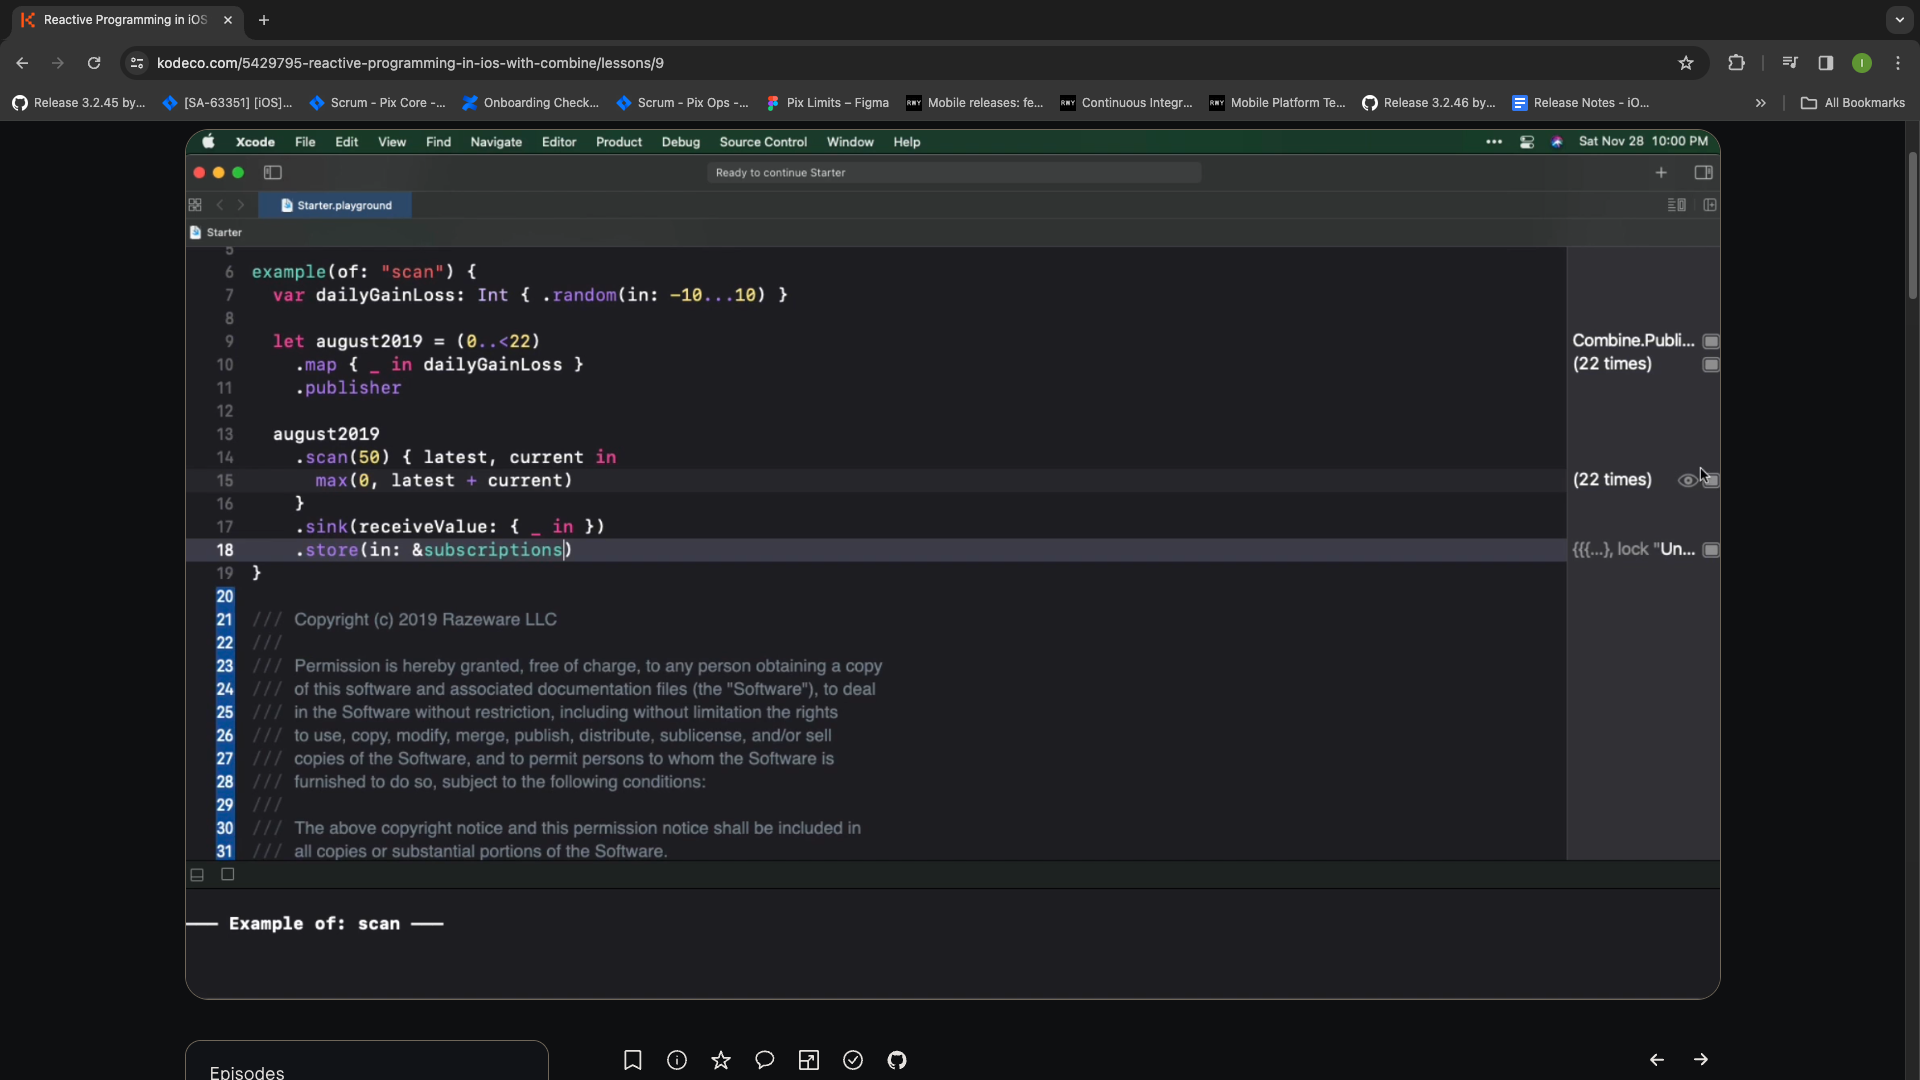 Reactive Programming in iOS
kodeco.com/5429795-reactive-programming-in-ios-with-combine/lessons/9
Release 3.2.45 by...
[SA-63351] [iOS]...
Scrum - Pix Core -...
Onboarding Check...
Scrum - Pix Ops -...
Pix Limits – Figma
Mobile releases: fe...
Continuous Integr...
Mobile Platform Te...
Release 3.2.46 by...
Release Notes - iO...
All Bookmarks
Xcode File Edit View Find Navigate Editor Product Debug Source Control Window Help
Sat Nov 28 10:00 PM
Ready to continue Starter
Starter.playground
Starter
5
6 example(of: "scan") {
7 var dailyGainLoss: Int { .random(in: -10...10) }
8
9 let august2019 = (0..<22)
Combine.Publi...
10 .map { _ in dailyGainLoss }
(22 times)
11 .publisher
12
13 august2019
14 .scan(50) { latest, current in
15 max(0, latest + current)
(22 times)
16 }
17 .sink(receiveValue: { _ in })
18 .store(in: &subscriptions)
{{{...}, lock "Un...
19 }
20
21 /// Copyright (c) 2019 Razeware LLC
22 ///
23 /// Permission is hereby granted, free of charge, to any person obtaining a copy
24 /// of this software and associated documentation files (the "Software"), to deal
25 /// in the Software without restriction, including without limitation the rights
26 /// to use, copy, modify, merge, publish, distribute, sublicense, and/or sell
27 /// copies of the Software, and to permit persons to whom the Software is
28 /// furnished to do so, subject to the following conditions:
29 ///
30 /// The above copyright notice and this permission notice shall be included in
31 /// all copies or substantial portions of the Software.
—— Example of: scan ——
Episodes